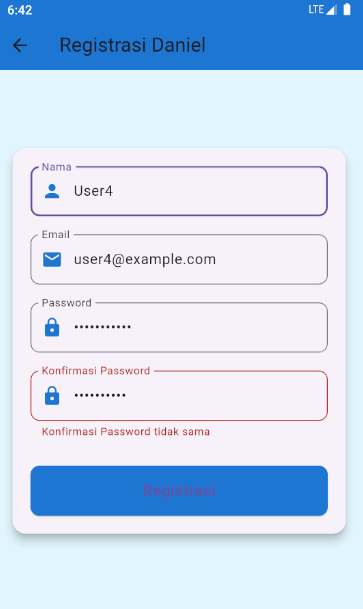 6:42
LTE
Registrasi Daniel
Nama
User4
Email
user4@example.com
Password
•••••••••••
Konfirmasi Password
••••••••••
Konfirmasi Password tidak sama
Registrasi